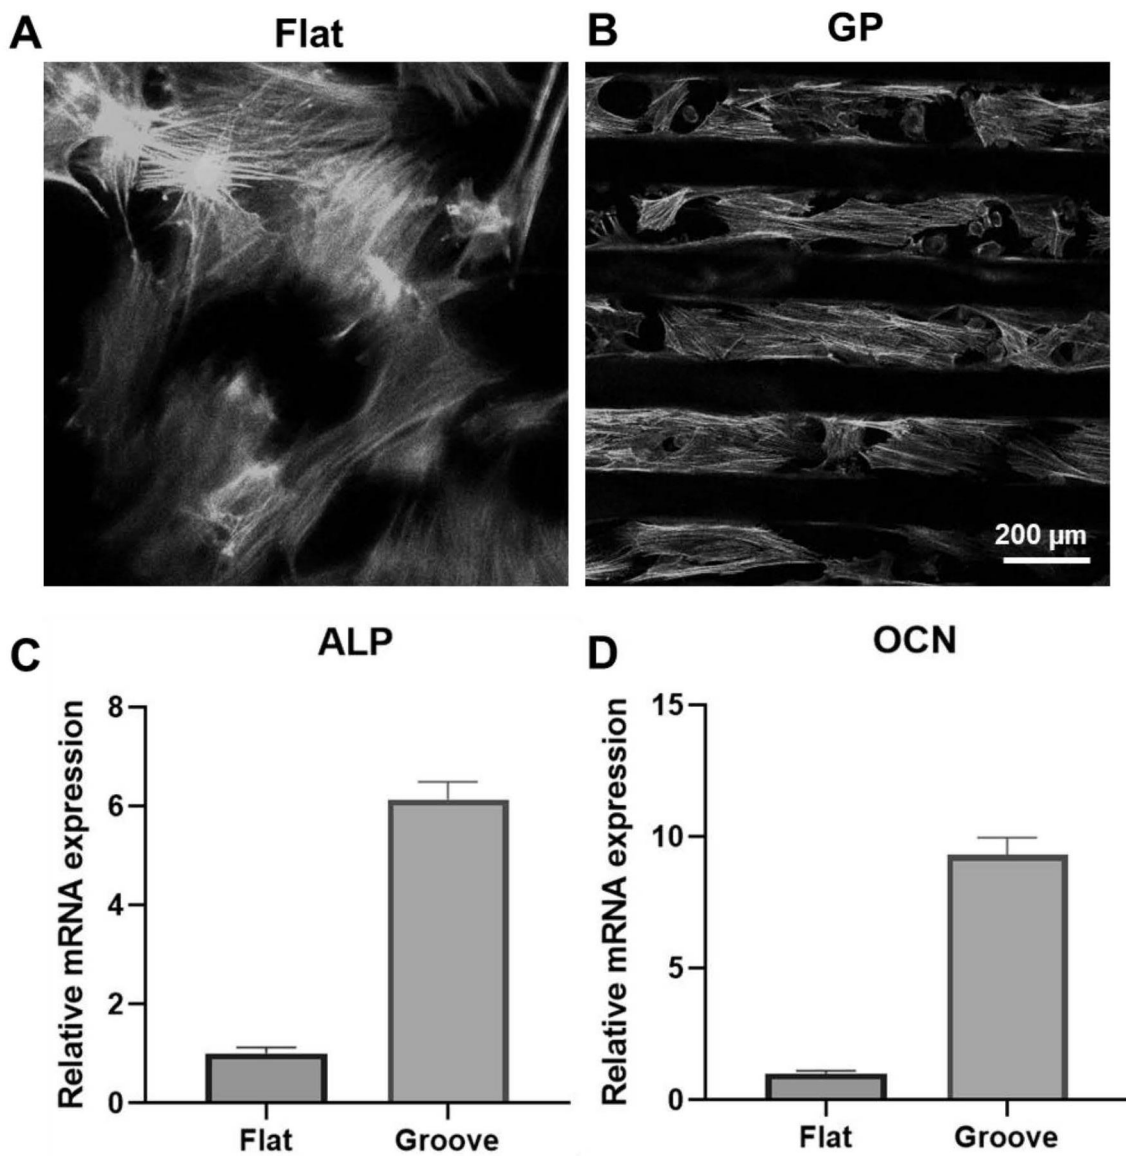 A
Flat
B
GP
200 µm
C
ALP
Relative mRNA expression
8
6
4
2
0
Flat
Groove
D
OCN
Relative mRNA expression
15
10
5
0
Flat
Groove